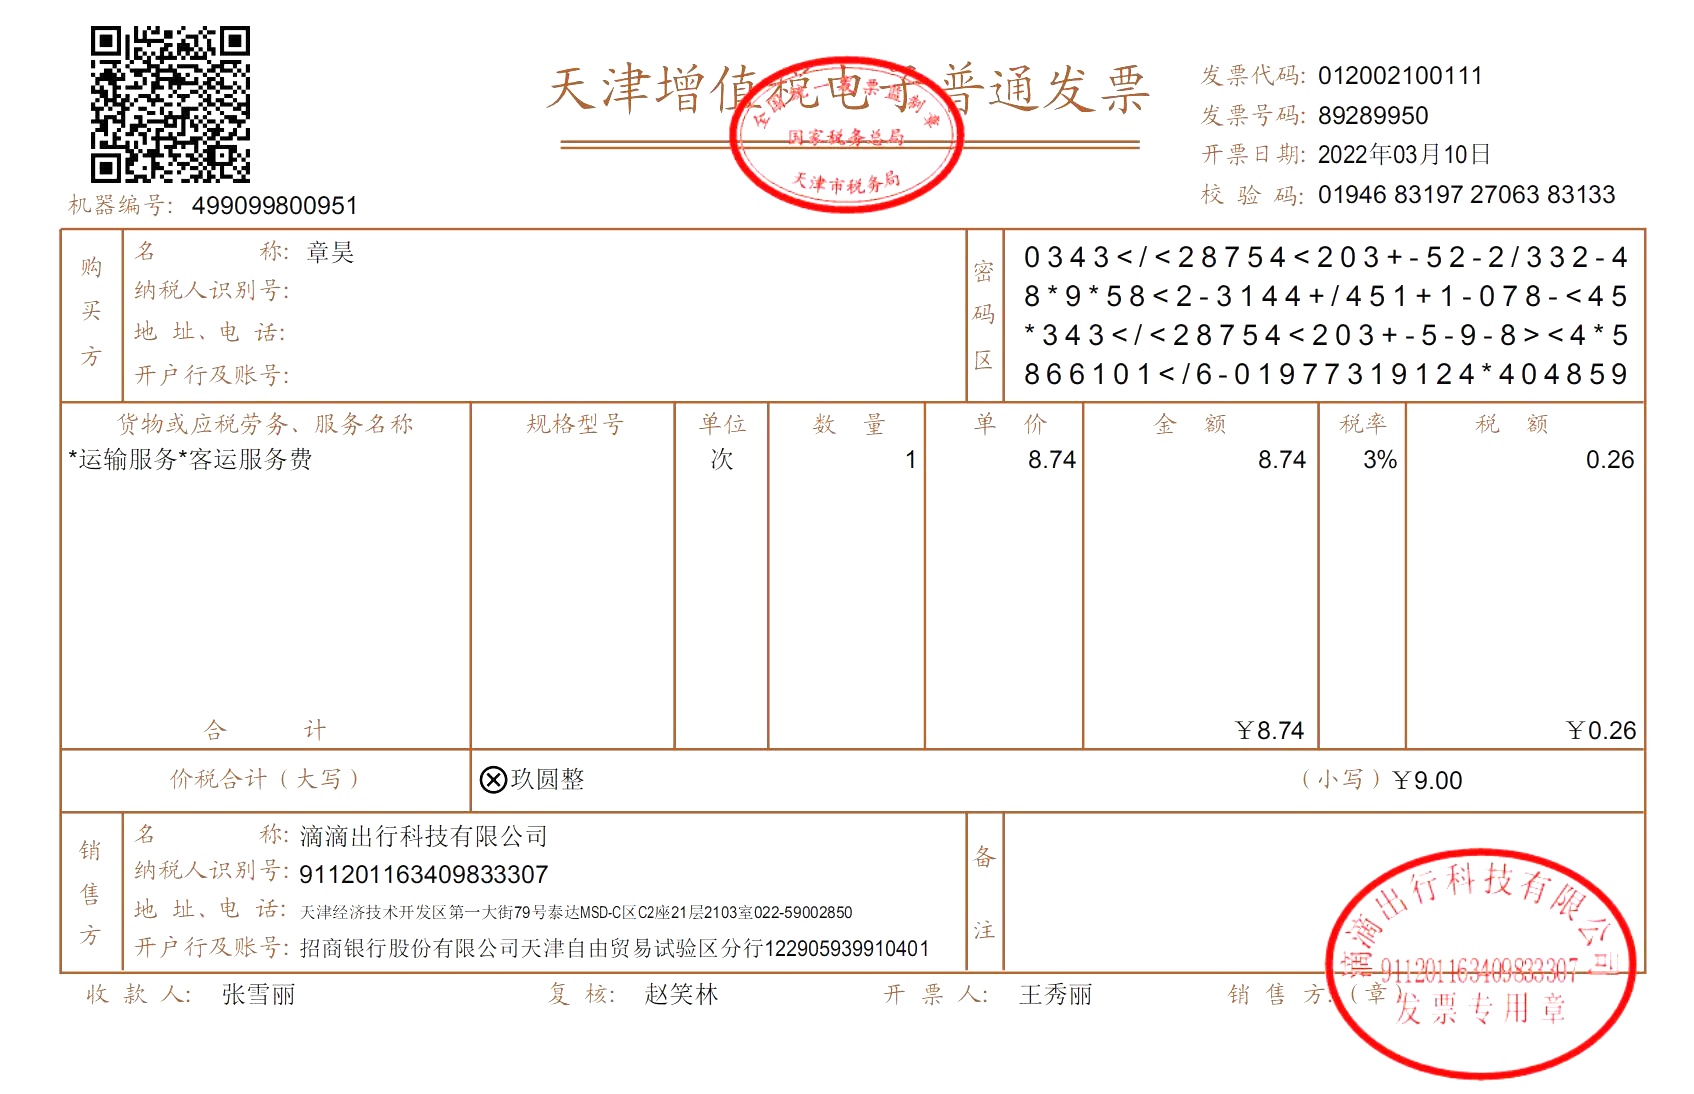 天津增值税电子普通发票
全国统一发票监制章
国家税务总局
天津市税务局
发票代码: 012002100111
发票号码: 89289950
开票日期: 2022年03月10日
校 验 码: 01946 83197 27063 83133
机器编号: 499099800951
购买方
名 称: 章昊
纳税人识别号:
地 址、电 话:
开户行及账号:
密码区
0343</<28754<203+-52-2/332-4
8*9*58<2-3144+/451+1-078-<45
*343</<28754<203+-5-9-8><4*5
866101</6-01977319124*404859
货物或应税劳务、服务名称 规格型号 单位 数 量 单 价 金 额 税率 税 额
*运输服务*客运服务费 次 1 8.74 8.74 3% 0.26
合 计 ￥8.74 ￥0.26
价税合计（大写） ⊗玖圆整 （小写）￥9.00
销售方
名 称: 滴滴出行科技有限公司
纳税人识别号: 911201163409833307
地 址、电 话: 天津经济技术开发区第一大街79号泰达MSD-C区C2座21层2103室022-59002850
开户行及账号: 招商银行股份有限公司天津自由贸易试验区分行122905939910401
备注
收 款 人: 张雪丽 复 核: 赵笑林 开 票 人: 王秀丽 销 售 方:（章）
滴滴出行科技有限公司
911201163409833307
发票专用章